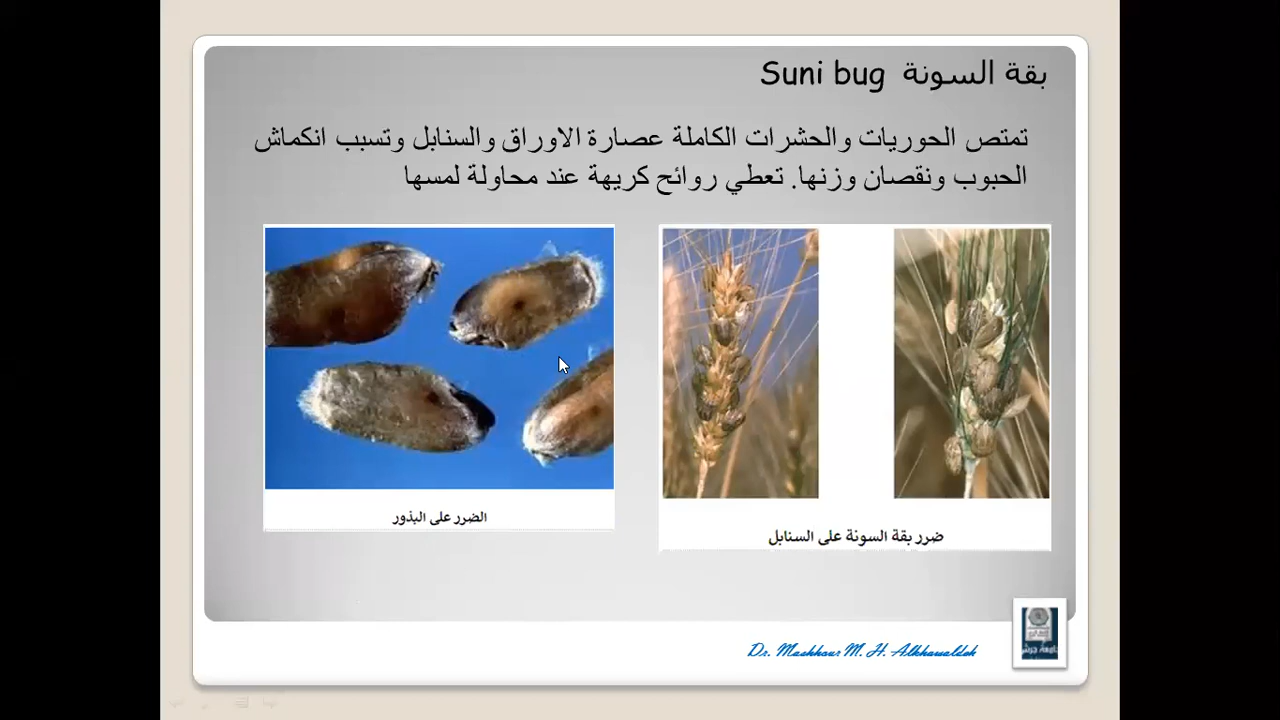 بقة السونة Suni bug
تمتص الحوريات والحشرات الكاملة عصارة الاوراق والسنابل وتسبب انكماش
الحبوب ونقصان وزنها. تعطي روائح كريهة عند محاولة لمسها
الضرر على البذور
ضرر بقة السونة على السنابل
Dr. Mashhour M. H. Alkhawaldeh